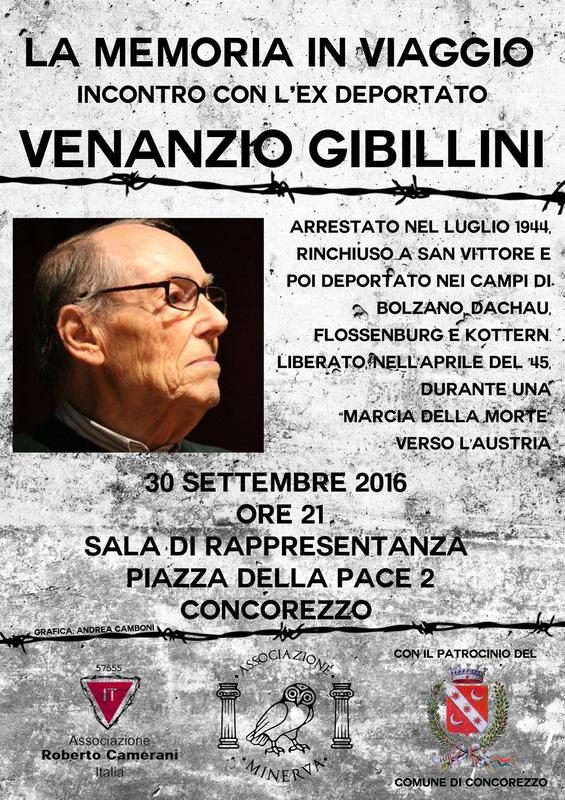 LA MEMORIA IN VIAGGIO
INCONTRO CON L'EX DEPORTATO
VENANZIO GIBILLINI
ARRESTATO NEL LUGLIO 1944,
RINCHIUSO A SAN VITTORE E
POI DEPORTATO NEI CAMPI DI
BOLZANO, DACHAU,
FLOSSENBURG E KOTTERN.
LIBERATO NELL'APRILE DEL '45,
DURANTE UNA
"MARCIA DELLA MORTE"
VERSO L'AUSTRIA
30 SETTEMBRE 2016
ORE 21
SALA DI RAPPRESENTANZA
PIAZZA DELLA PACE 2
CONCOREZZO
GRAFICA: ANDREA CAMBONI
57555
IT
Associazione
Roberto Camerani
Italia
ASSOCIAZIONE
MINERVA
CON IL PATROCINIO DEL
COMUNE DI CONCOREZZO